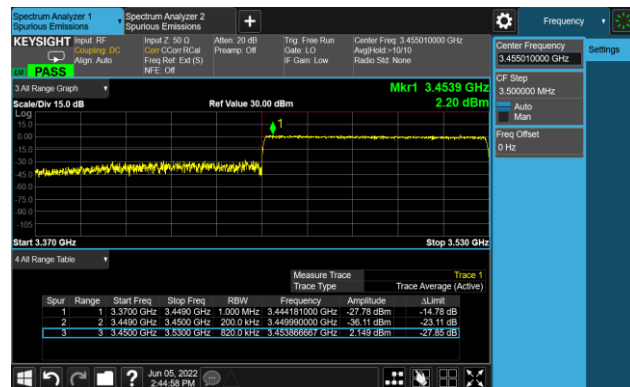 Spectrum Analyzer 1
Spurious Emissions
Spectrum Analyzer 2
Spurious Emissions
Frequency
KEYSIGHT
Input: RF
Coupling: DC
Align: Auto
Input Z: 50 Ω
Corr CCorr RCal
Freq Ref: Ext (S)
NFE: Off
Atten: 20 dB
Preamp: Off
Trig: Free Run
Gate: LO
IF Gain: Low
Center Freq: 3.455010000 GHz
Avg|Hold:>10/10
Radio Std: None
PASS
Center Frequency
3.455010000 GHz
Settings
CF Step
3.500000 MHz
Auto
Man
Freq Offset
0 Hz
3 All Range Graph
Mkr1 3.4539 GHz
Scale/Div 15.0 dB
Ref Value 30.00 dBm
2.20 dBm
Log
15.0
0.00
-15.0
-30.0
-45.0
-60.0
-75.0
-90.0
-105
1
Start 3.370 GHz
Stop 3.530 GHz
4 All Range Table
Measure Trace Trace 1
Trace Type Trace Average (Active)
Spur Range Start Freq Stop Freq RBW Frequency Amplitude ΔLimit
1 1 3.3700 GHz 3.4490 GHz 1.000 MHz 3.444181000 GHz -27.78 dBm -14.78 dB
2 2 3.4490 GHz 3.4500 GHz 200.0 kHz 3.449990000 GHz -36.11 dBm -23.11 dB
3 3 3.4500 GHz 3.5300 GHz 820.0 kHz 3.453866667 GHz 2.149 dBm -27.85 dB
Jun 05, 2022
2:44:58 PM